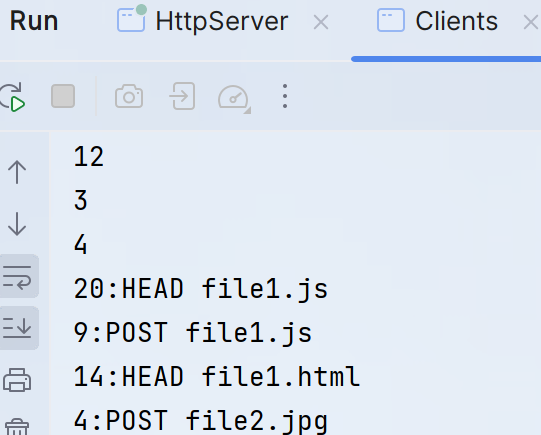 Run HttpServer Clients
12
3
4
20:HEAD file1.js
9:POST file1.js
14:HEAD file1.html
4:POST file2.jpg